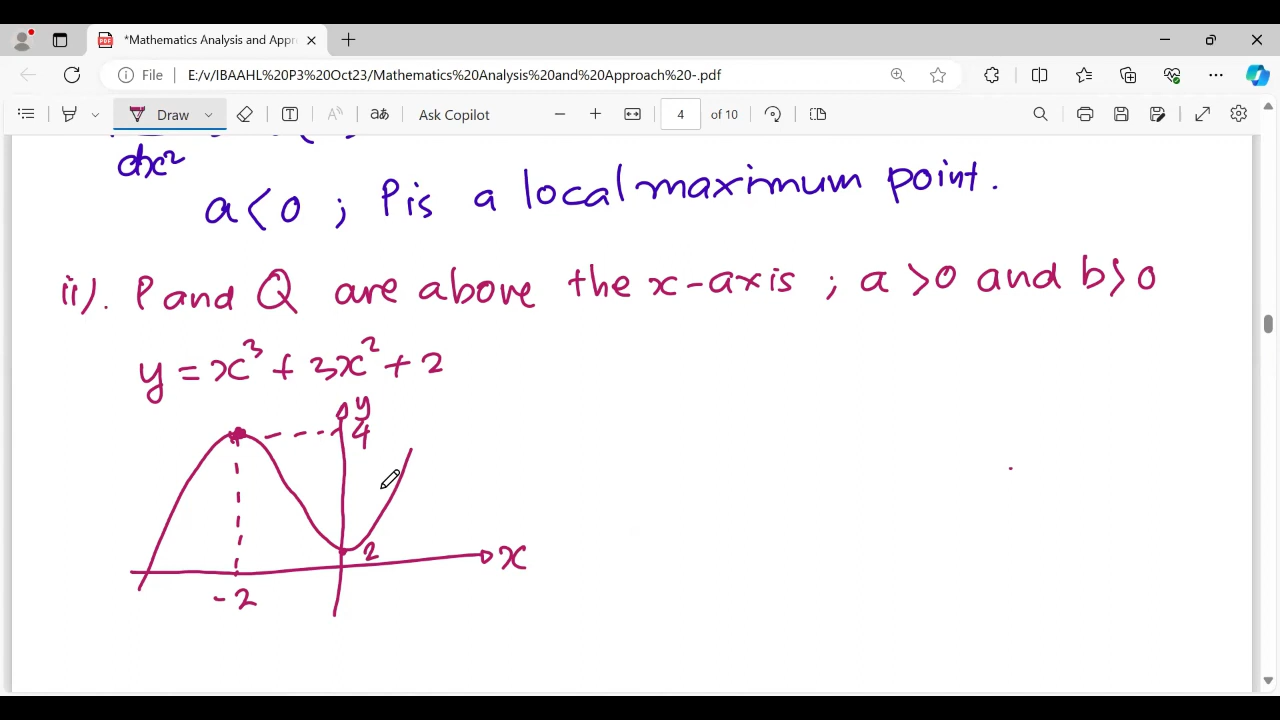 *Mathematics Analysis and Appr
File
E:/v/IBAAHL%20P3%20Oct23/Mathematics%20Analysis%20and%20Approach%20-.pdf
Draw
aあ
Ask Copilot
4
of 10
dx²
a < 0 ; P is a local maximum point.
ii). P and Q are above the x-axis ; a > 0 and b > 0
y = x³ + 3x² + 2
y
4
2
x
-2